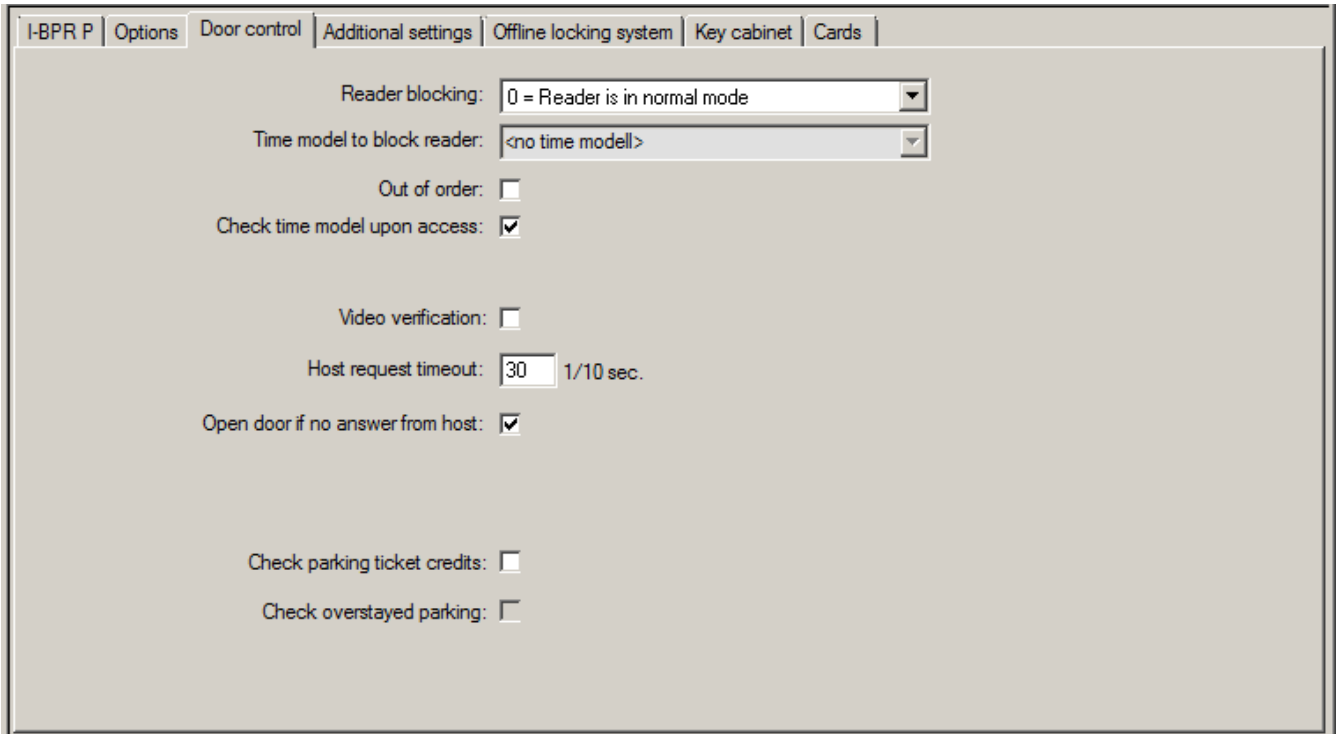 I-BPR P Options Door control Additional settings Offline locking system Key cabinet Cards
Reader blocking: 0 = Reader is in normal mode
Time model to block reader: <no time modell>
Out of order:
Check time model upon access:
Video verification:
Host request timeout: 30 1/10 sec.
Open door if no answer from host:
Check parking ticket credits:
Check overstayed parking: